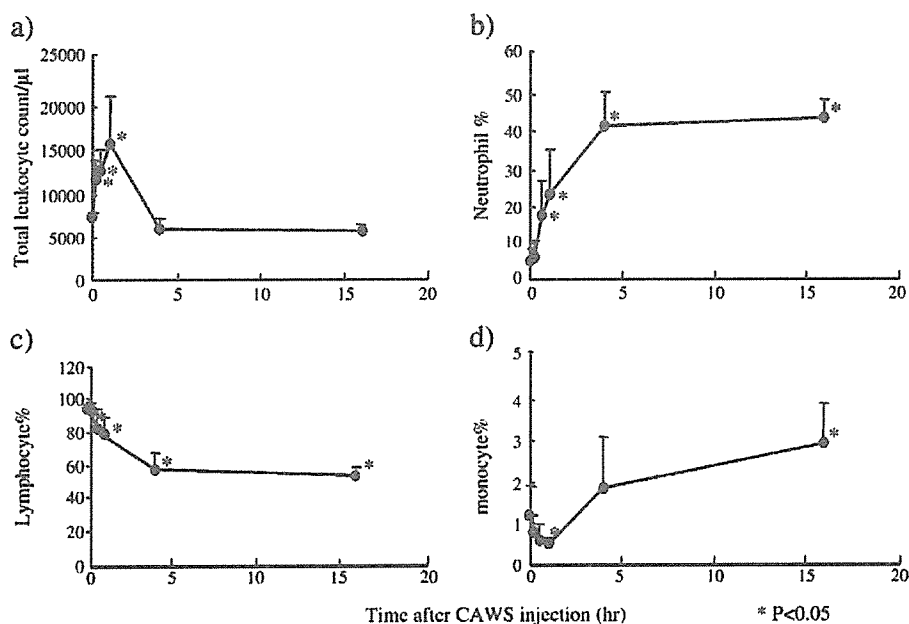 a)
Total leukocyte count/µl
25000
20000
15000
10000
5000
0
0 5 10 15 20
*
*
*
b)
Neutrophil %
60
50
40
30
20
10
0
0 5 10 15 20
*
*
*
*
c)
Lymphocyte%
120
100
80
60
40
20
0
0 5 10 15 20
*
*
*
*
d)
monocyte%
5
4
3
2
1
0
0 5 10 15 20
*
*
Time after CAWS injection (hr)
* P<0.05